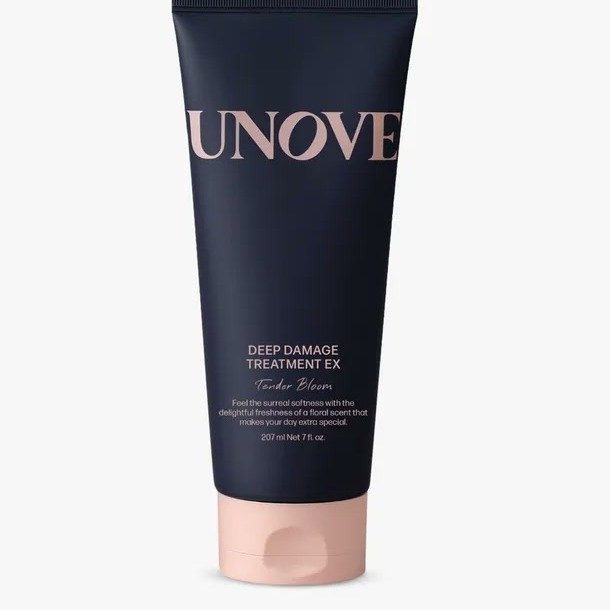 UNOVE
DEEP DAMAGE
TREATMENT EX
Tender Bloom
Feel the surreal softness with the
delightful freshness of a floral scent that
makes your day extra special.
207 ml Net 7 fl. oz.